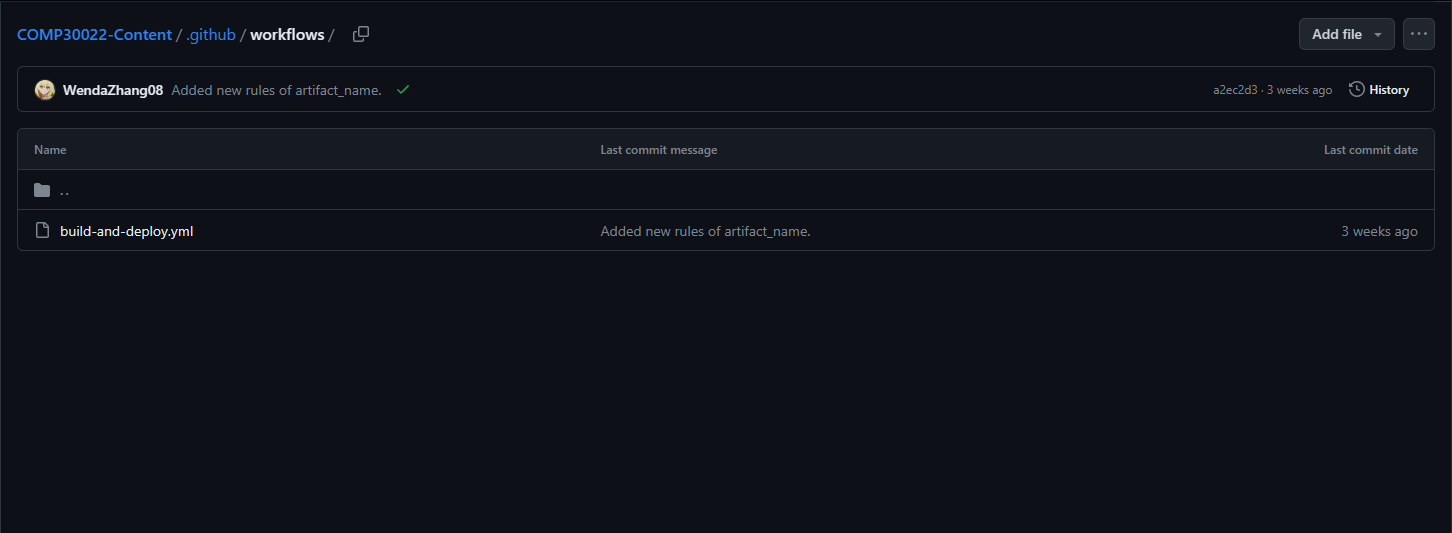 COMP30022-Content / .github / workflows /
Add file
WendaZhang08 Added new rules of artifact_name.
a2ec2d3 · 3 weeks ago History
Name Last commit message Last commit date
..
build-and-deploy.yml Added new rules of artifact_name. 3 weeks ago